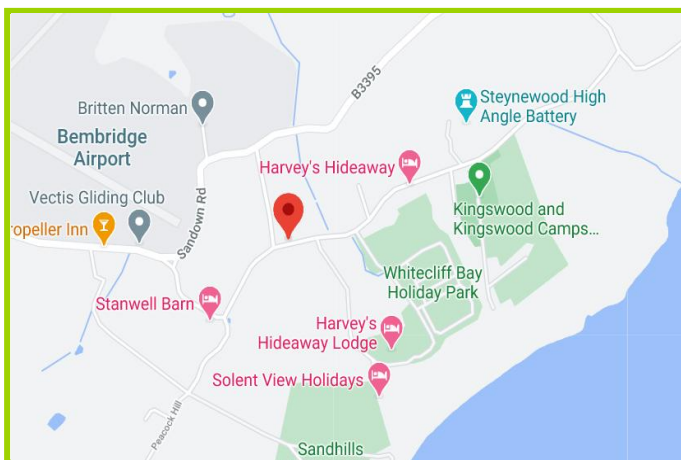 B3395
Steynewood High
Angle Battery
Britten Norman
Bembridge
Airport
Harvey's Hideaway
Vectis Gliding Club
ropeller Inn
Sandown Rd
Kingswood and
Kingswood Camps...
Whitecliff Bay
Holiday Park
Stanwell Barn
Harvey's
Hideaway Lodge
Solent View Holidays
Peacock Hill
Sandhills